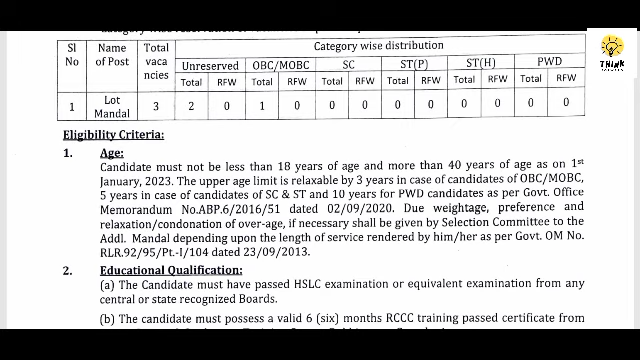 Sl No Name of Post Total vaca ncies Category wise distribution
Unreserved OBC/MOBC SC ST(P) ST(H) PWD
Total RFW Total RFW Total RFW Total RFW Total RFW Total RFW
1 Lot Mandal 3 2 0 1 0 0 0 0 0 0 0 0 0
Eligibility Criteria:
1. Age:
Candidate must not be less than 18 years of age and more than 40 years of age as on 1st
January, 2023. The upper age limit is relaxable by 3 years in case of candidates of OBC/MOBC,
5 years in case of candidates of SC & ST and 10 years for PWD candidates as per Govt. Office
Memorandum No.ABP.6/2016/51 dated 02/09/2020. Due weightage, preference and
relaxation/condonation of over-age, if necessary shall be given by Selection Committee to the
Addl. Mandal depending upon the length of service rendered by him/her as per Govt. OM No.
RLR.92/95/Pt.-I/104 dated 23/09/2013.
2. Educational Qualification:
(a) The Candidate must have passed HSLC examination or equivalent examination from any
central or state recognized Boards.
(b) The candidate must possess a valid 6 (six) months RCCC training passed certificate from
THINK